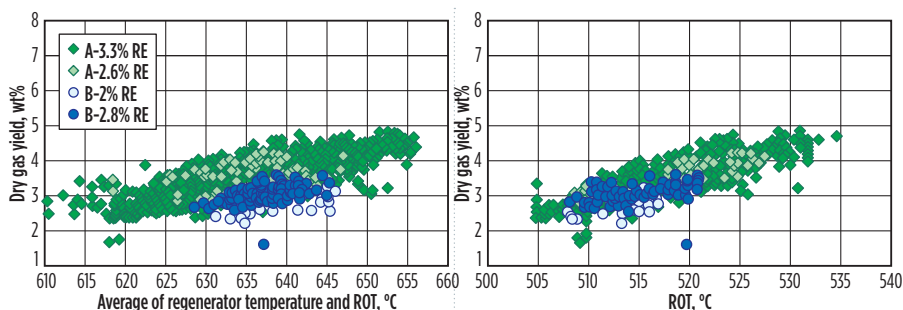 8
7
6
5
4
3
2
1
Dry gas yield, wt%
A-3.3% RE
A-2.6% RE
B-2% RE
B-2.8% RE
610 615 620 625 630 635 640 645 650 655 660
Average of regenerator temperature and ROT, ºC
8
7
6
5
4
3
2
1
Dry gas yield, wt%
500 505 510 515 520 525 530 535 540
ROT, ºC